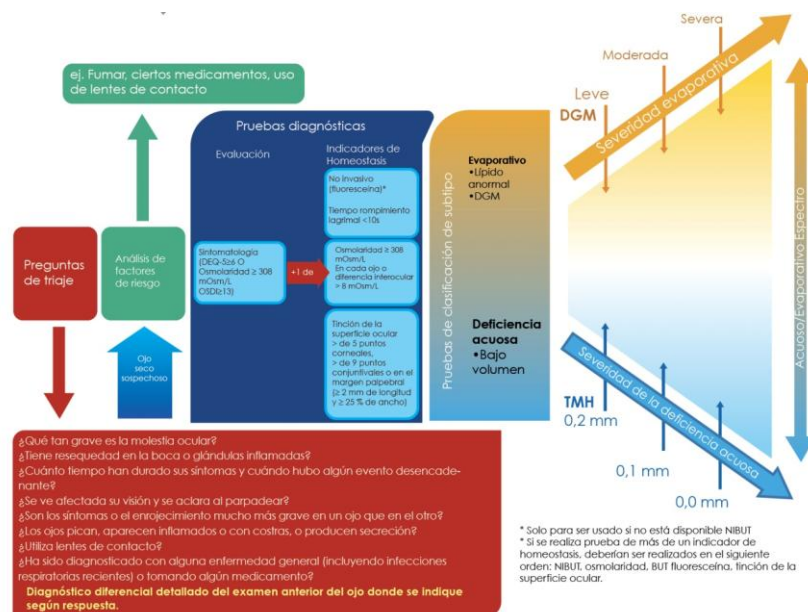 ej. Fumar, ciertos medicamentos, uso
de lentes de contacto
Preguntas
de triaje
Análisis de
factores
de riesgo
Ojo
seco
sospechoso
Pruebas diagnósticas
Evaluación
Indicadores de
Homeostasis
Sintomatología
(DEQ-5≥6 O
Osmolaridad ≥ 308
mOsm/L
OSDI≥13)
+1 de
No invasivo
(fluoresceína)*
Tiempo rompimiento
lagrimal <10s
Osmolaridad ≥ 308
mOsm/L
En cada ojo o
diferencia interocular
> 8 mOsm/L
Tinción de la
superficie ocular
> de 5 puntos
corneales,
> de 9 puntos
conjuntivales o en el
margen palpebral
(≥ 2 mm de longitud
y ≥ 25 % de ancho)
Pruebas de clasificación de subtipo
Evaporativo
•Lípido
anormal
•DGM
Deficiencia
acuosa
•Bajo
volumen
Severa
Moderada
Leve
DGM
Severidad evaporativa
Acuoso/Evaporativo Espectro
Severidad de la deficiencia acuosa
TMH
0,2 mm
0,1 mm
0,0 mm
¿Qué tan grave es la molestia ocular?
¿Tiene resequedad en la boca o glándulas inflamadas?
¿Cuánto tiempo han durado sus síntomas y cuándo hubo algún evento desencade-
nante?
¿Se ve afectada su visión y se aclara al parpadear?
¿Son los síntomas o el enrojecimiento mucho más grave en un ojo que en el otro?
¿Los ojos pican, aparecen inflamados o con costras, o producen secreción?
¿Utiliza lentes de contacto?
¿Ha sido diagnosticado con alguna enfermedad general (incluyendo infecciones
respiratorias recientes) o tomando algún medicamento?
Diagnóstico diferencial detallado del examen anterior del ojo donde se indique
según respuesta.
* Solo para ser usado si no está disponible NIBUT
* Si se realiza prueba de más de un indicador de
homeostasis, deberían ser realizados en el siguiente
orden: NIBUT, osmolaridad, BUT fluoresceína, tinción de la
superficie ocular.